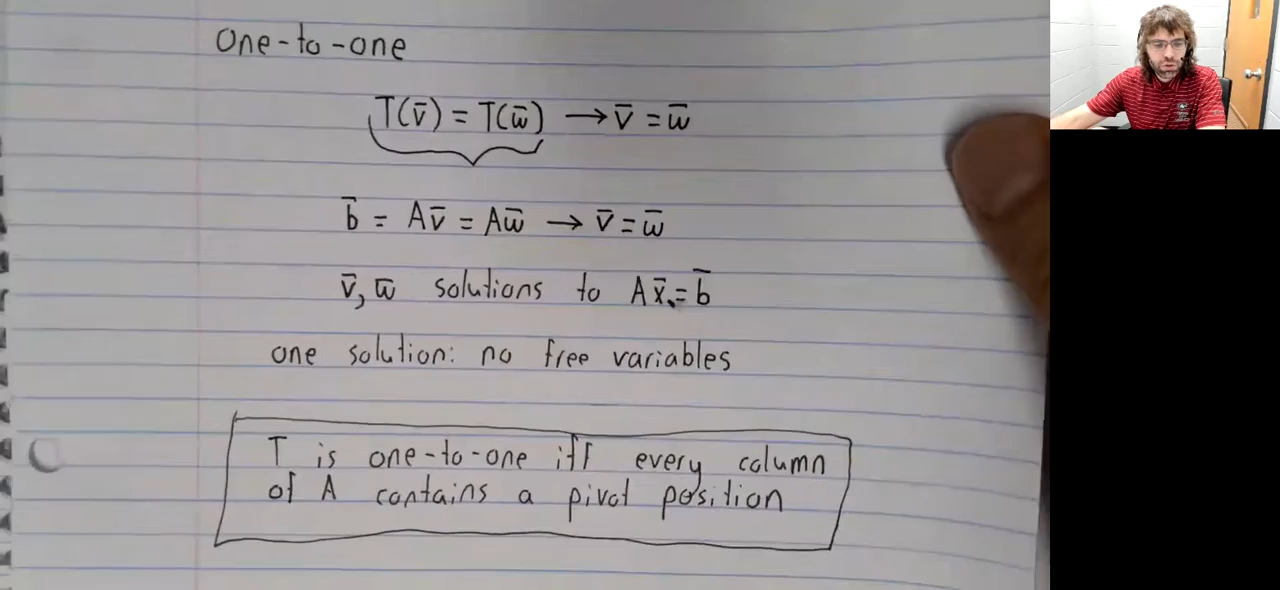 One-to-one
T(v̄) = T(w̄) → v̄ = w̄
b̄ = Av̄ = Aw̄ → v̄ = w̄
v̄, w̄ solutions to Ax̄ = b̄
one solution: no free variables
T is one-to-one iff every column
of A contains a pivot position